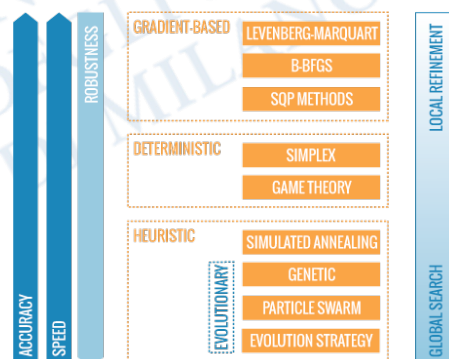 GRADIENT-BASED
LEVENBERG-MARQUART
B-BFGS
SQP METHODS
DETERMINISTIC
SIMPLEX
GAME THEORY
HEURISTIC
SIMULATED ANNEALING
GENETIC
PARTICLE SWARM
EVOLUTION STRATEGY
EVOLUTIONARY
ACCURACY
SPEED
ROBUSTNESS
LOCAL REFINEMENT
GLOBAL SEARCH